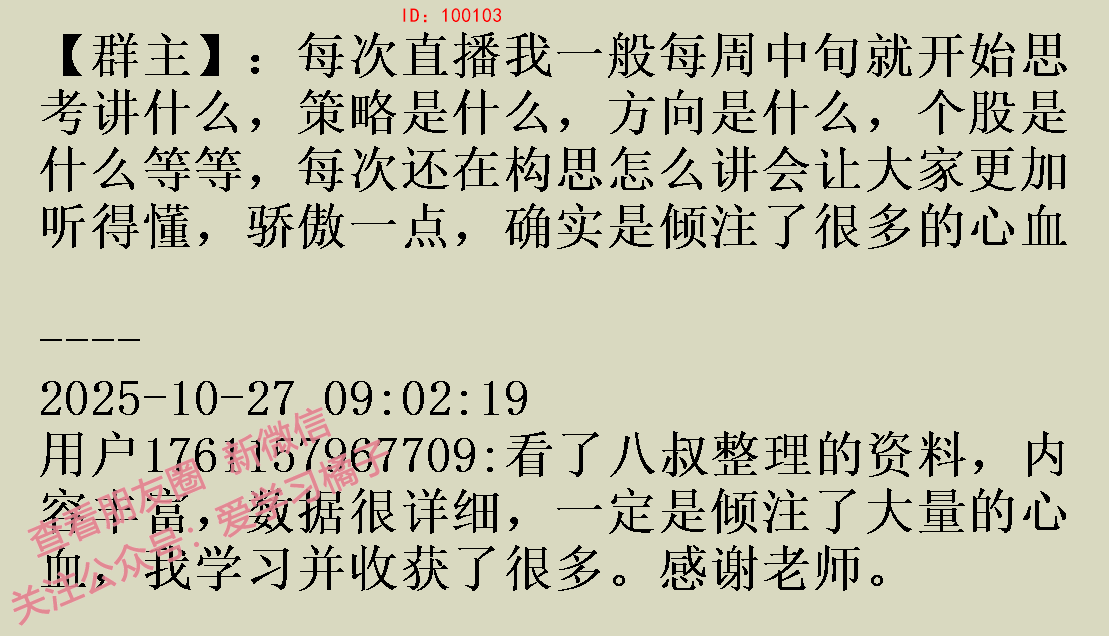 ID: 100103
【群主】：每次直播我一般每周中旬就开始思
考讲什么，策略是什么，方向是什么，个股是
什么等等，每次还在构思怎么讲会让大家更加
听得懂，骄傲一点，确实是倾注了很多的心血
----
2025-10-27 09:02:19
用户1761157967709:看了八叔整理的资料，内
容丰富，数据很详细，一定是倾注了大量的心
血，我学习并收获了很多。感谢老师。
查看朋友圈 新微信
关注公众号：爱学习橘子